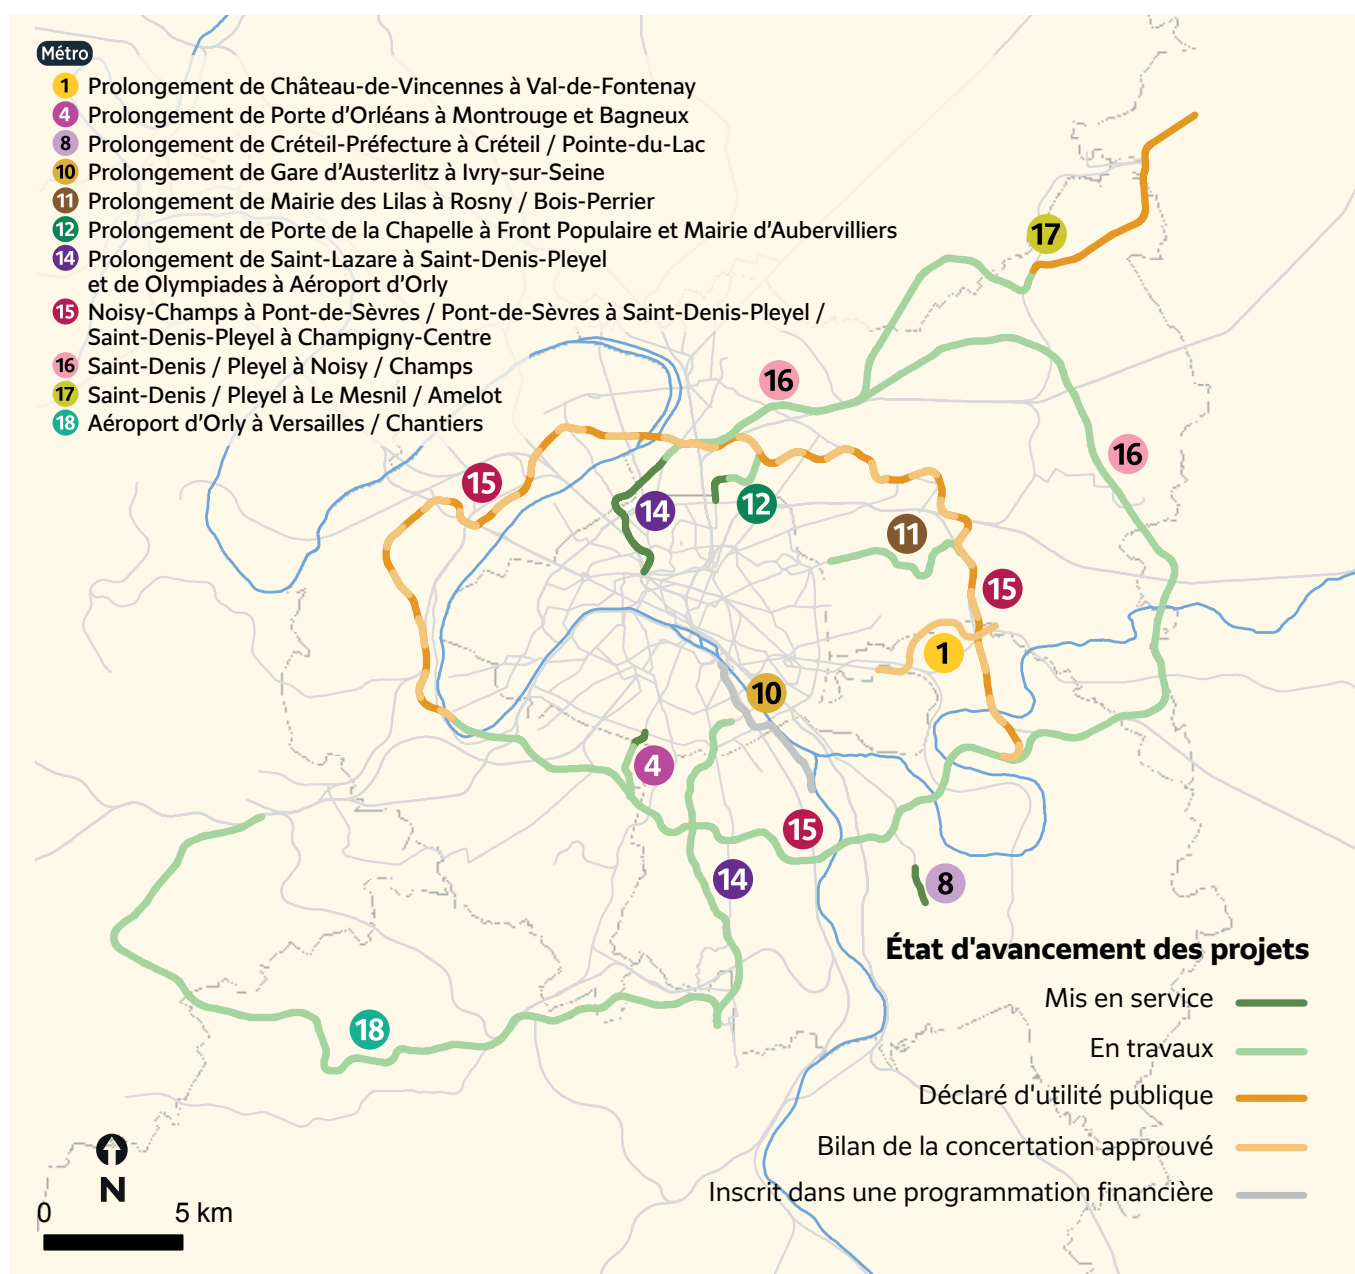 Métro
1 Prolongement de Château-de-Vincennes à Val-de-Fontenay
4 Prolongement de Porte d'Orléans à Montrouge et Bagneux
8 Prolongement de Créteil-Préfecture à Créteil / Pointe-du-Lac
10 Prolongement de Gare d'Austerlitz à Ivry-sur-Seine
11 Prolongement de Mairie des Lilas à Rosny / Bois-Perrier
12 Prolongement de Porte de la Chapelle à Front Populaire et Mairie d'Aubervilliers
14 Prolongement de Saint-Lazare à Saint-Denis-Pleyel
et de Olympiades à Aéroport d'Orly
15 Noisy-Champs à Pont-de-Sèvres / Pont-de-Sèvres à Saint-Denis-Pleyel /
Saint-Denis-Pleyel à Champigny-Centre
16 Saint-Denis / Pleyel à Noisy / Champs
17 Saint-Denis / Pleyel à Le Mesnil / Amelot
18 Aéroport d'Orly à Versailles / Chantiers
17
16
16
15
14
12
11
15
1
10
4
15
14
8
18
État d'avancement des projets
Mis en service
En travaux
Déclaré d'utilité publique
Bilan de la concertation approuvé
Inscrit dans une programmation financière
N
0 5 km